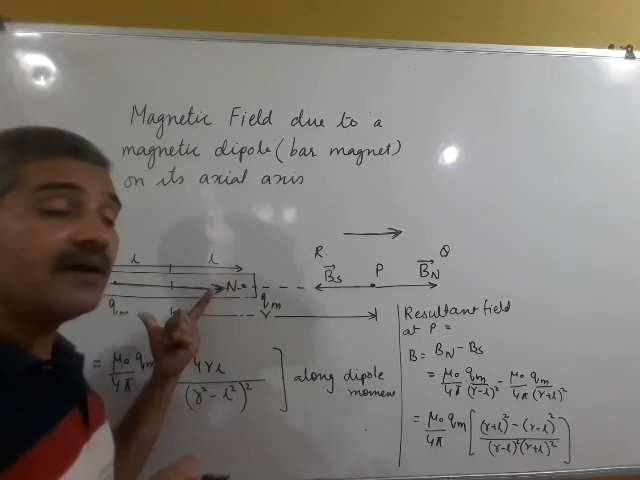 Magnetic Field due to a
magnetic dipole (bar magnet)
on its axial axis
R Q
l l B⃗s P B⃗N
N
qm qm
r
= μ₀/4π qm 4rl/(r²-l²)² ] along dipole
moment
Resultant field
at P =
B = BN - Bs
= μ₀/4π qm/(r-l)² - μ₀/4π qm/(r+l)²
= μ₀/4π qm [ (r+l)² - (r-l)² / (r-l)²(r+l)² ]